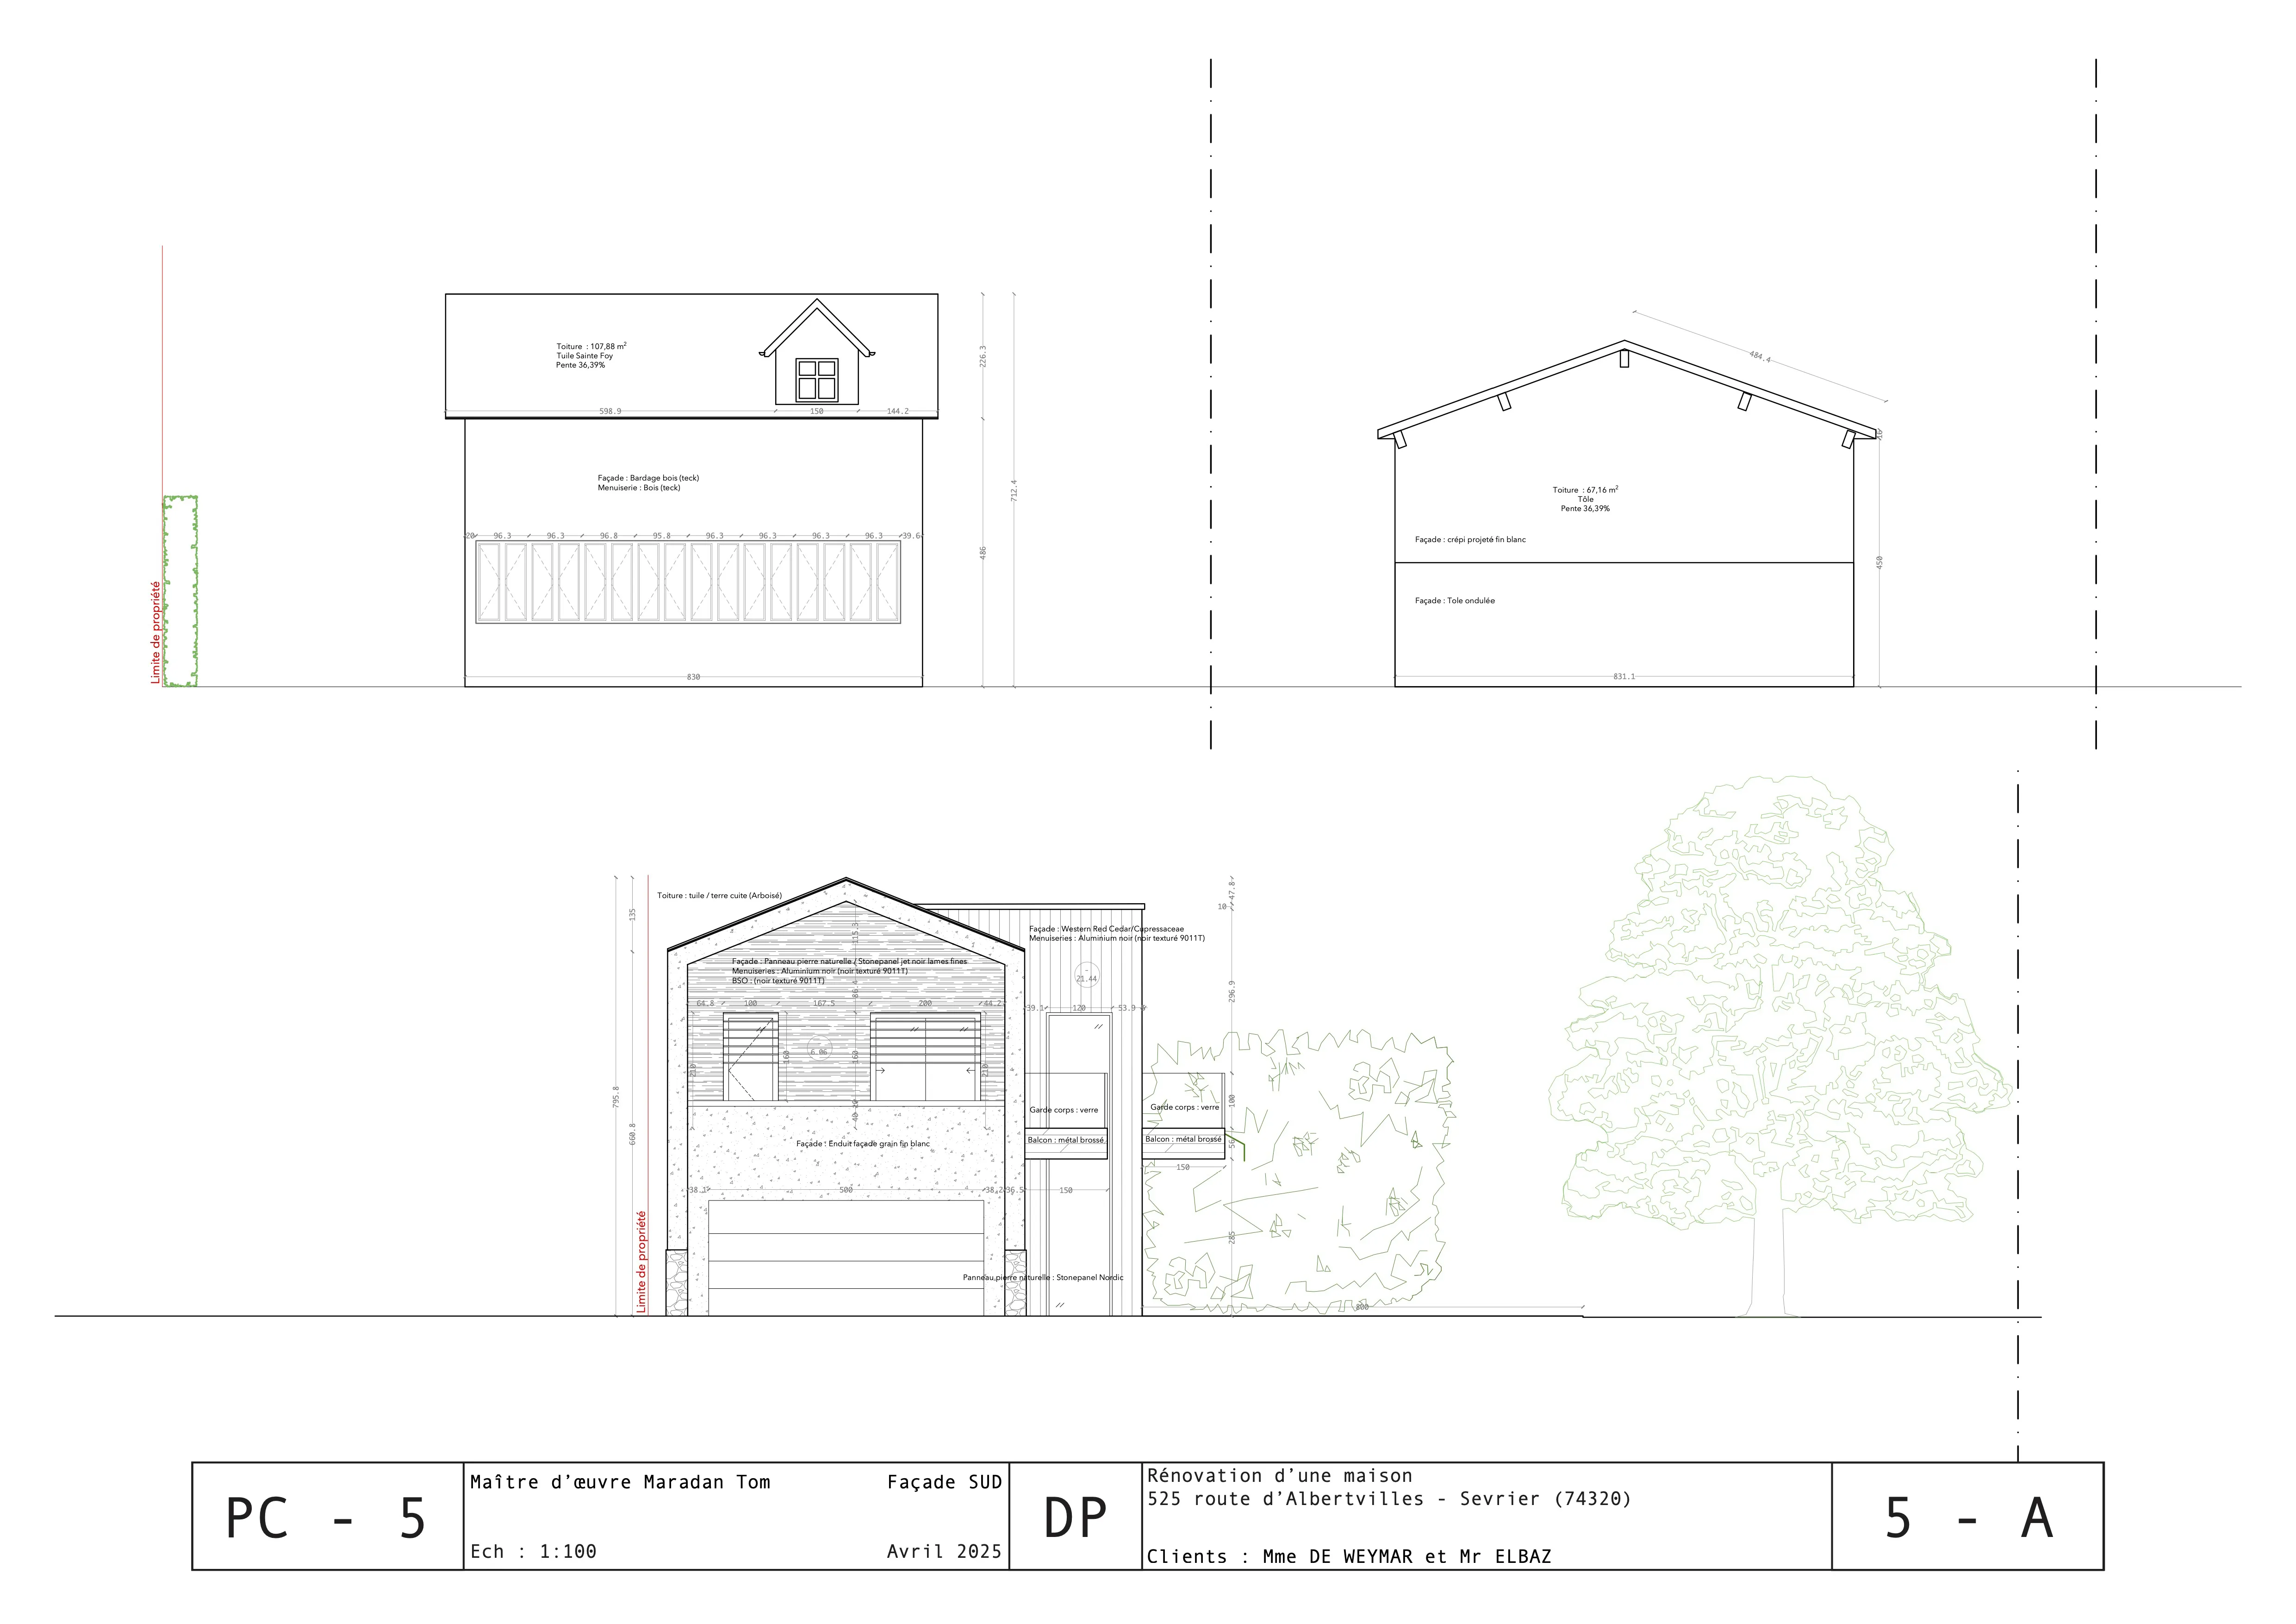 Toiture : 107,88 m²
Tuile Sainte Foy
Pente 36,39%
598.9 150 144.2
226.3
712.4
486
Façade : Bardage bois (teck)
Menuiserie : Bois (teck)
20 96.3 96.3 96.8 95.8 96.3 96.3 96.3 96.3 39.6
830
Limite de propriété
484.4
Toiture : 67,16 m²
Tôle
Pente 36,39%
Façade : crépi projeté fin blanc
Façade : Tole ondulée
450
831.1
Toiture : tuile / terre cuite (Arboisé)
135
795.8
660.8
Limite de propriété
115.3
47.8
10
Façade : Western Red Cedar/Cupressaceae
Menuiseries : Aluminium noir (noir texturé 9011T)
Façade : Panneau pierre naturelle / Stonepanel jet noir lames fines
Menuiseries : Aluminium noir (noir texturé 9011T)
BSO : (noir texturé 9011T)
86.4
21.44
296.9
64.8 100 167.5 200 44.2
39.1 120 53.9
6.06
160 160
210 210
Garde corps : verre Garde corps : verre
100
Balcon : métal brossé Balcon : métal brossé
56
Façade : Enduit façade grain fin blanc
150
38.1 500 38.2 36.5 150
285
Panneau pierre naturelle : Stonepanel Nordic
800
PC - 5
Maître d'œuvre Maradan Tom Façade SUD
Ech : 1:100 Avril 2025
DP
Rénovation d'une maison
525 route d'Albertvilles - Sevrier (74320)
Clients : Mme DE WEYMAR et Mr ELBAZ
5 - A